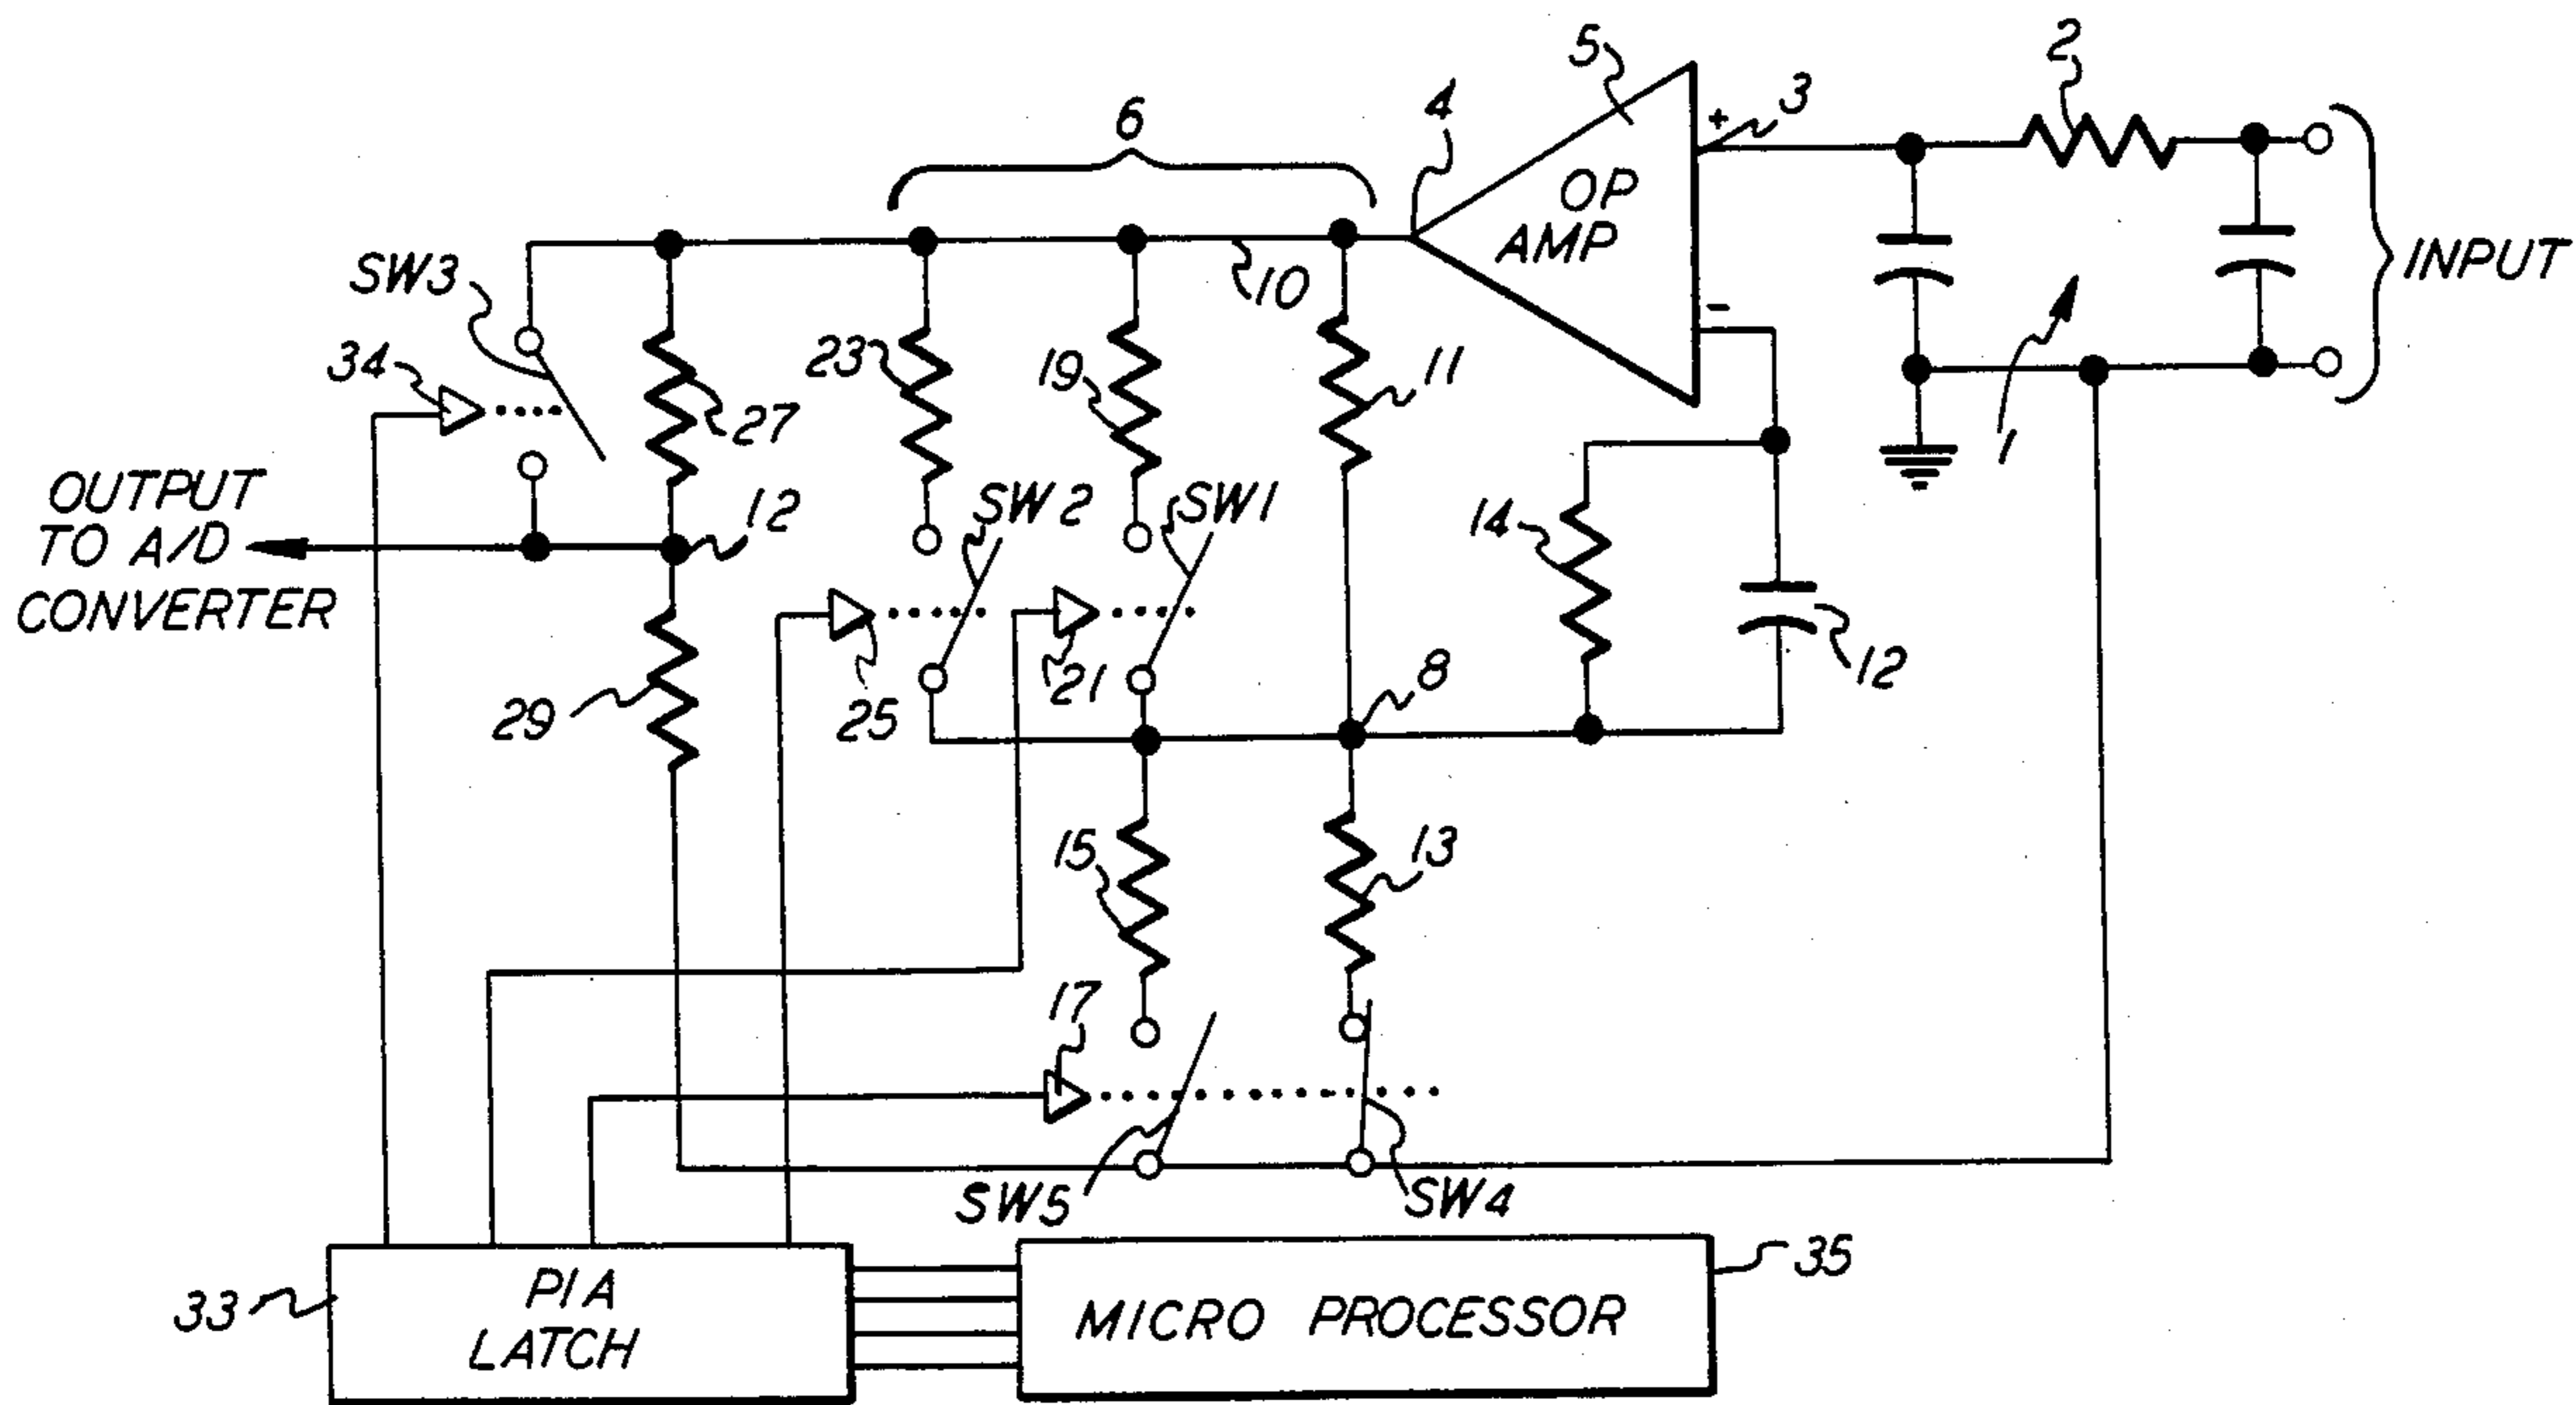 2
5
4
3
6
+
OP
AMP
INPUT
SW3
10
-
34
23
19
11
27
1
OUTPUT
TO A/D
CONVERTER
12
SW2
SW1
14
8
12
29
25
21
15
13
17
SW5
SW4
33
PIA
LATCH
MICRO PROCESSOR
35